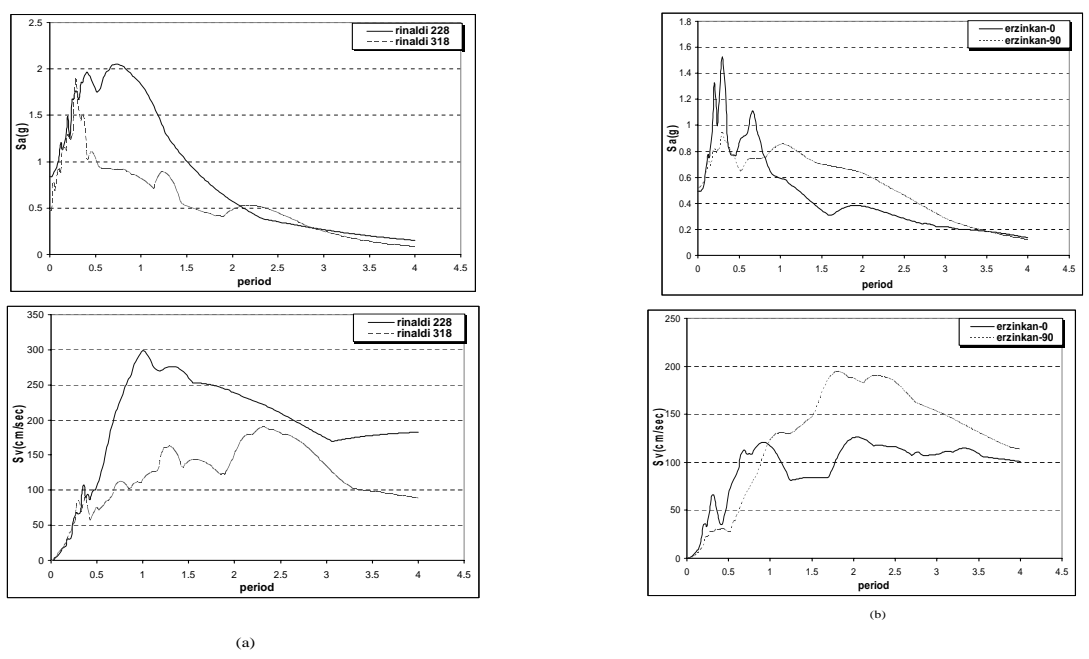 2.5
2
1.5
1
0.5
0
Sa(g)
0 0.5 1 1.5 2 2.5 3 3.5 4 4.5
period
rinaldi 228
rinaldi 318
1.8
1.6
1.4
1.2
1
0.8
0.6
0.4
0.2
0
Sa(g)
0 0.5 1 1.5 2 2.5 3 3.5 4 4.5
period
erzinkan-0
erzinkan-90
350
300
250
200
150
100
50
0
Sv(cm/sec)
0 0.5 1 1.5 2 2.5 3 3.5 4 4.5
period
rinaldi 228
rinaldi 318
250
200
150
100
50
0
Sv(cm/sec)
0 0.5 1 1.5 2 2.5 3 3.5 4 4.5
period
erzinkan-0
erzinkan-90
(a)
(b)